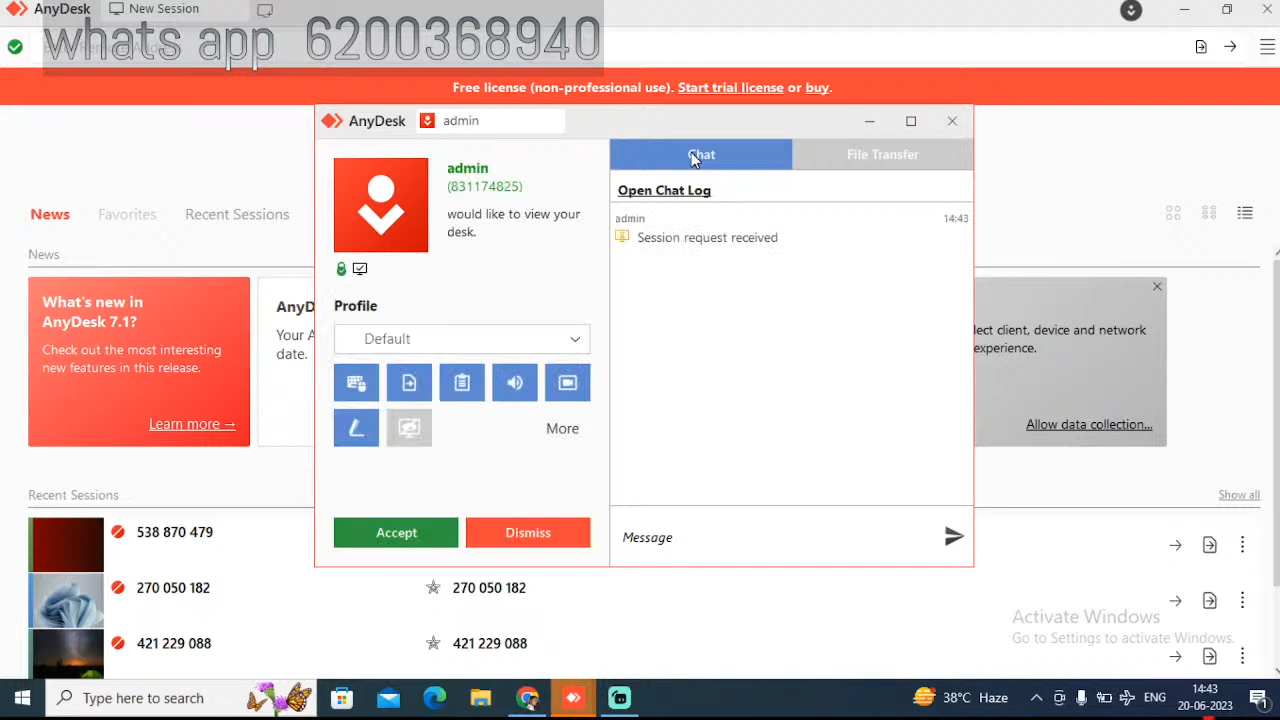 AnyDesk
New Session
whats app 6200368940
Free license (non-professional use). Start trial license or buy.
AnyDesk
admin
admin
(831174825)
would like to view your
desk.
Profile
Default
More
Accept
Dismiss
Chat
File Transfer
Open Chat Log
admin
14:43
Session request received
Message
News
Favorites
Recent Sessions
News
What's new in
AnyDesk 7.1?
Check out the most interesting
new features in this release.
Learn more →
AnyD
Your A
date.
lect client, device and network
experience.
Allow data collection...
Recent Sessions
Show all
538 870 479
270 050 182
270 050 182
421 229 088
421 229 088
Activate Windows
Go to Settings to activate Windows.
Type here to search
38°C Haze
ENG
14:43
20-06-2023
1